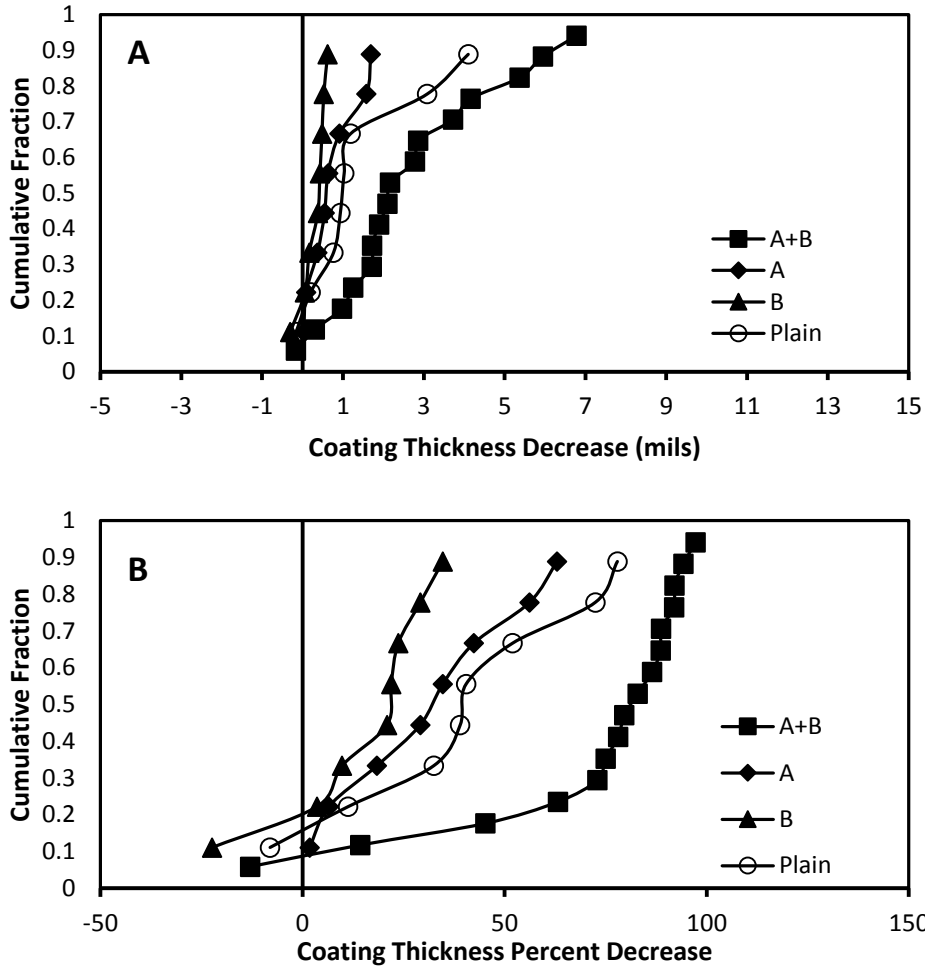 1
0.9
0.8
0.7
0.6
0.5
0.4
0.3
0.2
0.1
0
Cumulative Fraction
A
A+B
A
B
Plain
-5 -3 -1 1 3 5 7 9 11 13 15
Coating Thickness Decrease (mils)
1
0.9
0.8
0.7
0.6
0.5
0.4
0.3
0.2
0.1
0
Cumulative Fraction
B
A+B
A
B
Plain
-50 0 50 100 150
Coating Thickness Percent Decrease